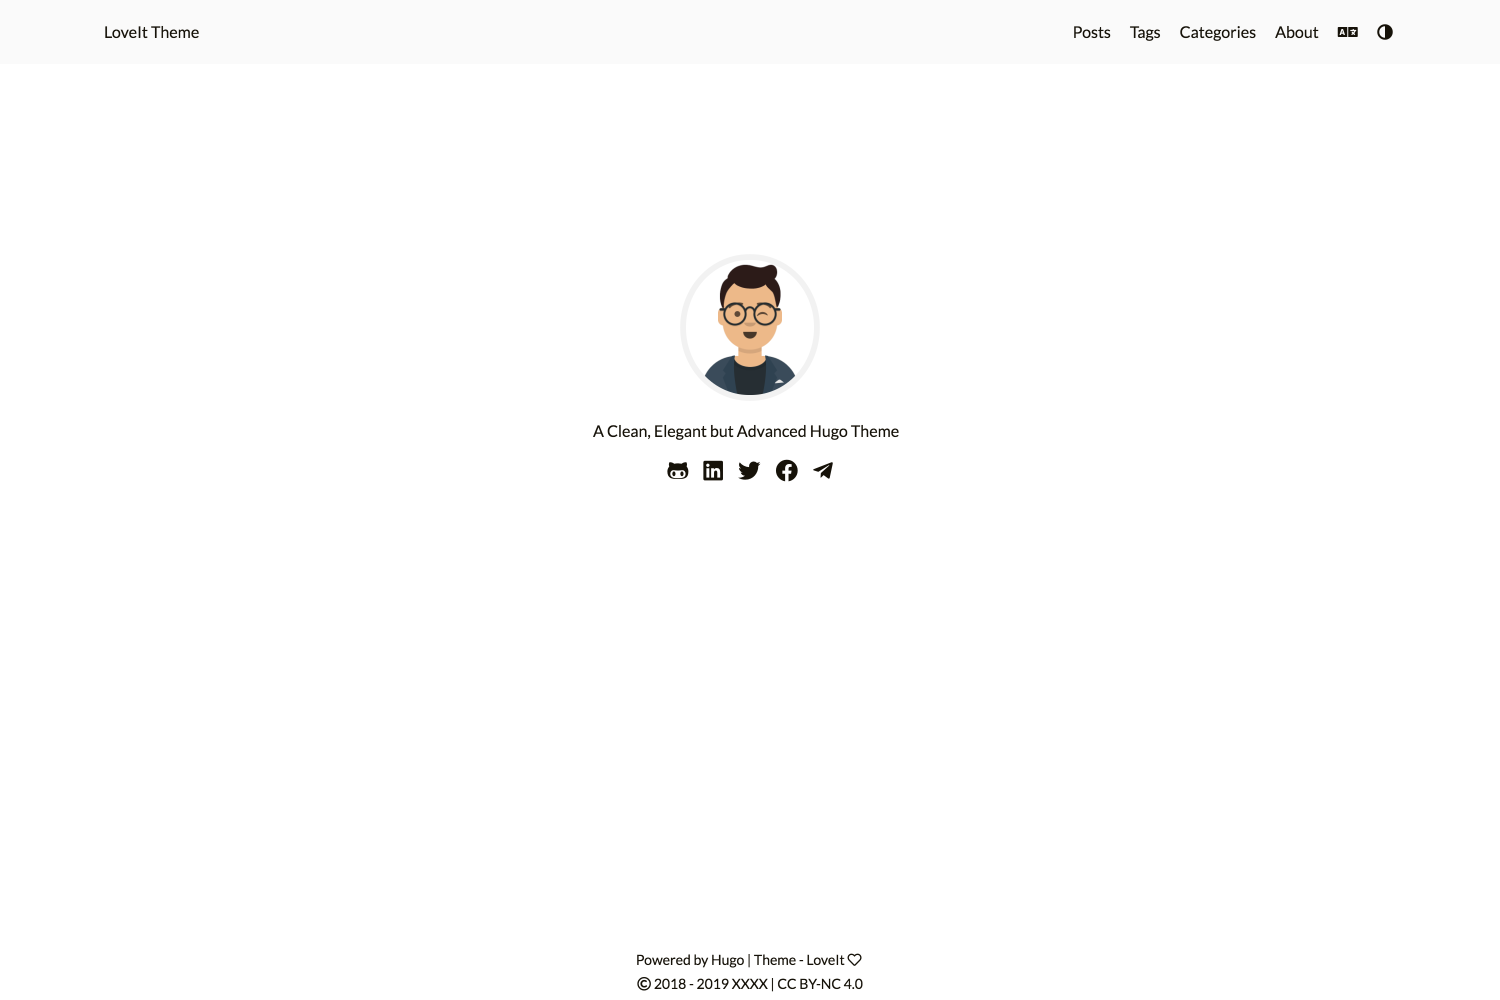 LoveIt Theme
Posts Tags Categories About
A Clean, Elegant but Advanced Hugo Theme
Powered by Hugo | Theme - LoveIt
© 2018 - 2019 XXXX | CC BY-NC 4.0